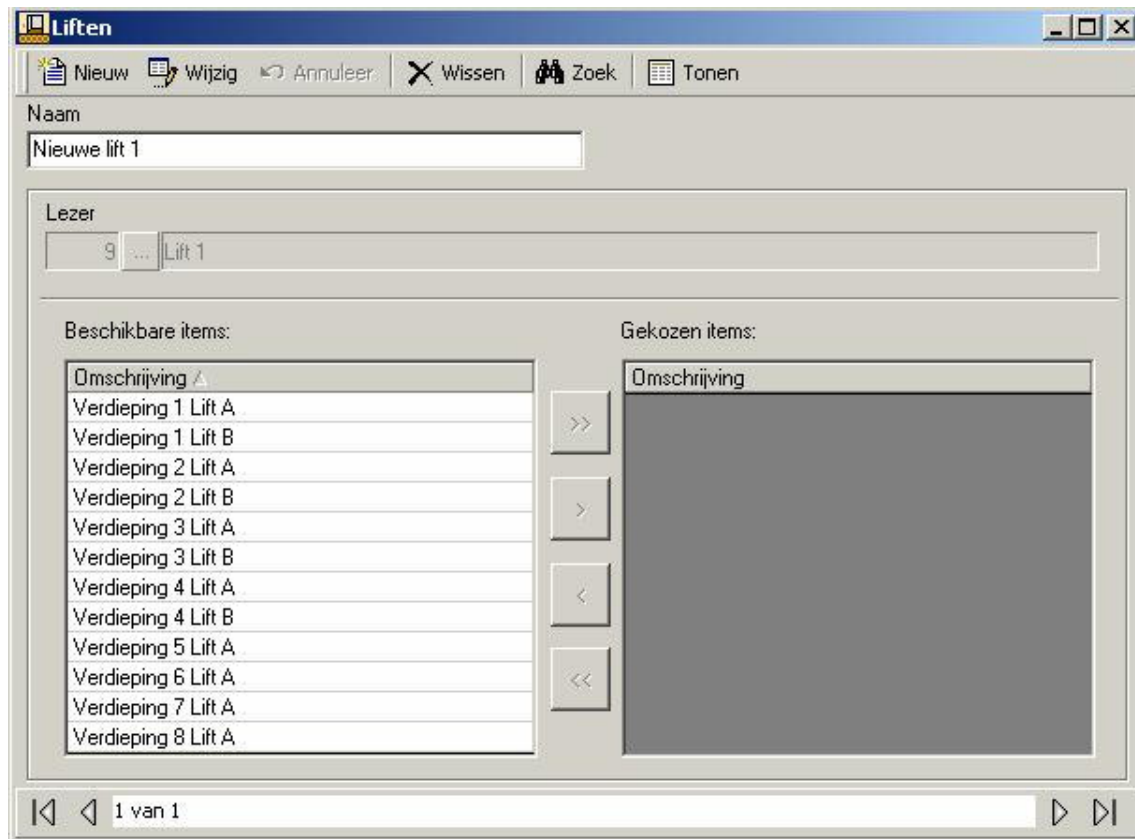 Liften
Nieuw Wijzig Annuleer Wissen Zoek Tonen
Naam
Nieuwe lift 1
Lezer
9 ... Lift 1
Beschikbare items:
Omschrijving
Verdieping 1 Lift A
Verdieping 1 Lift B
Verdieping 2 Lift A
Verdieping 2 Lift B
Verdieping 3 Lift A
Verdieping 3 Lift B
Verdieping 4 Lift A
Verdieping 4 Lift B
Verdieping 5 Lift A
Verdieping 6 Lift A
Verdieping 7 Lift A
Verdieping 8 Lift A
>>
>
<
<<
Gekozen items:
Omschrijving
1 van 1